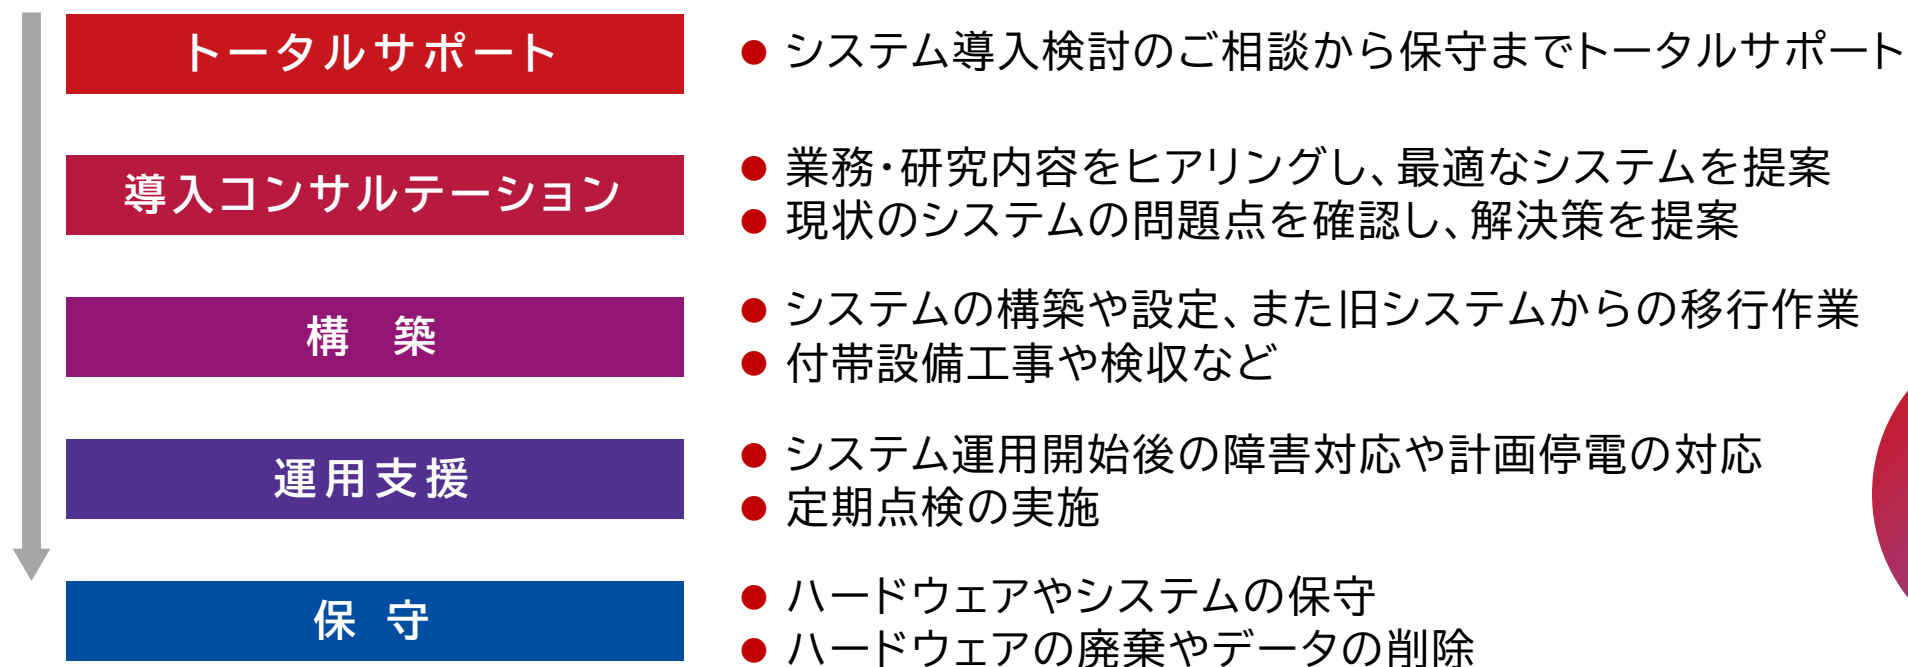 トータルサポート
● システム導入検討のご相談から保守までトータルサポート
導入コンサルテーション
● 業務・研究内容をヒアリングし、最適なシステムを提案
● 現状のシステムの問題点を確認し、解決策を提案
構 築
● システムの構築や設定、また旧システムからの移行作業
● 付帯設備工事や検収など
運用支援
● システム運用開始後の障害対応や計画停電の対応
● 定期点検の実施
保 守
● ハードウェアやシステムの保守
● ハードウェアの廃棄やデータの削除